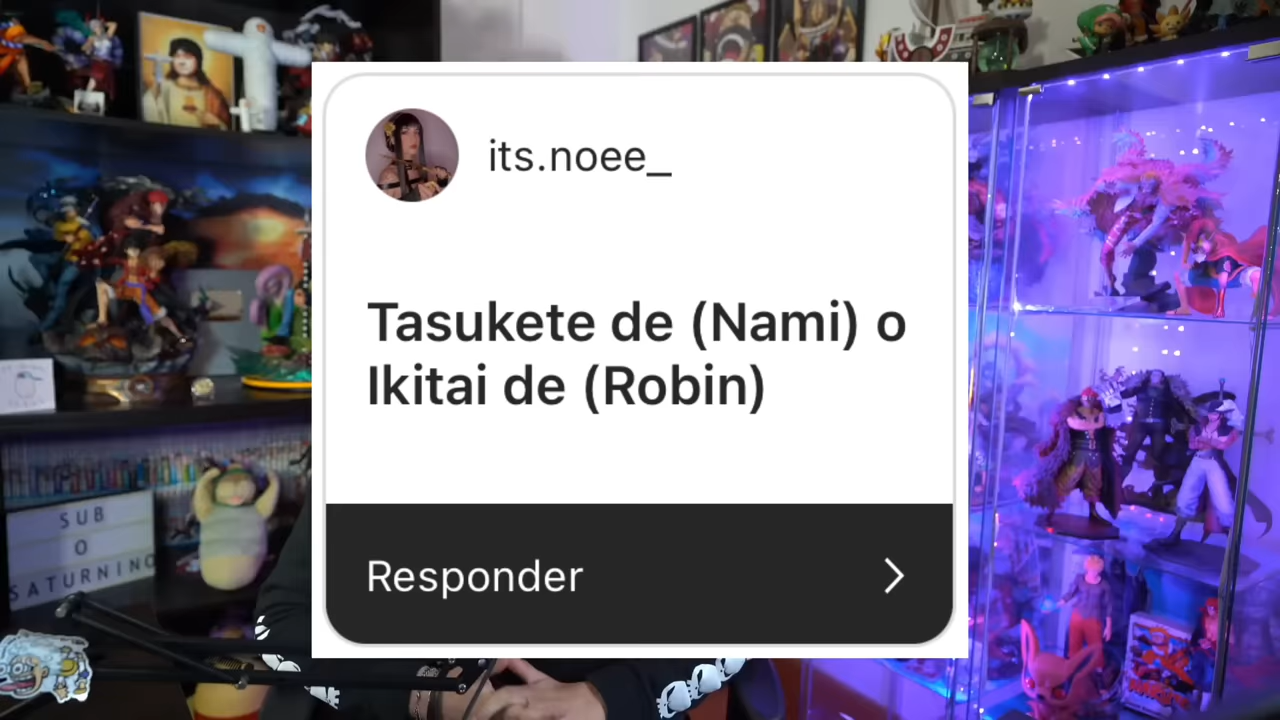 its.noee_
Tasukete de (Nami) o
Ikitai de (Robin)
Responder
SUB
O
SATURNINO